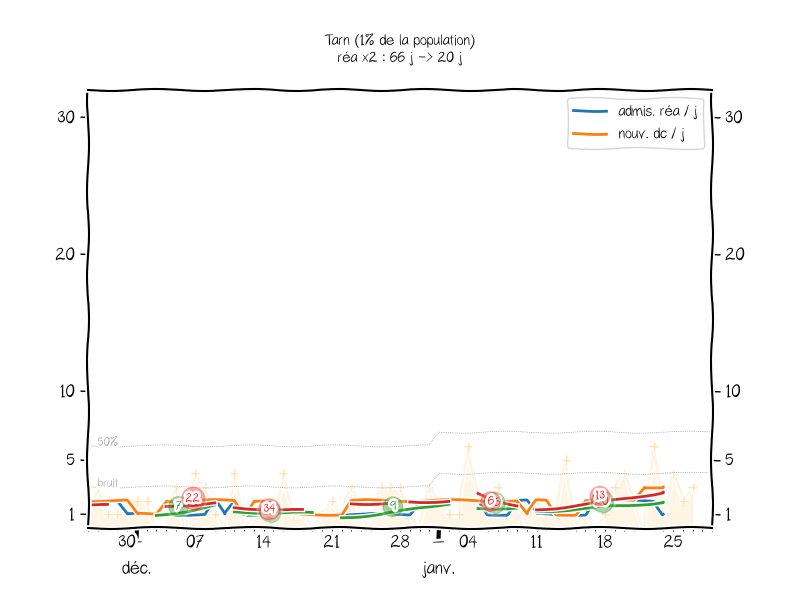 Tarn (1% de la population)
réa x2 : 66 j -> 20 j
admis. réa / j
nouv. dc / j
30 30
20 20
10 10
50%
5 5
bruit
7 22 34 9 6 13
1 1
30 07 14 21 28 04 11 18 25
déc. janv.